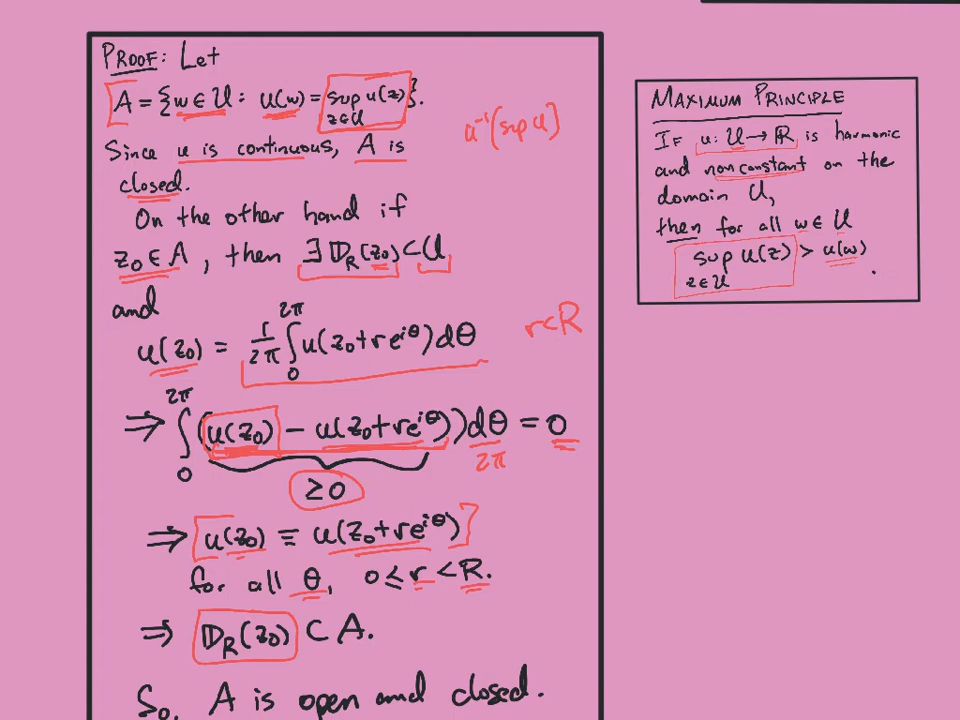 PROOF: Let
A = {w ∈ U : u(w) = sup u(z)}.
z∈U
u⁻¹(sup u)
Since u is continuous, A is
closed.
On the other hand if
z₀ ∈ A, then ∃ 𝔻_R(z₀) ⊂ U
and
u(z₀) = 1/2π ∫₀^2π u(z₀+re^iθ)dθ
r<R
⟹ ∫₀^2π (u(z₀) − u(z₀+re^iθ))dθ = 0
2π
≥ 0
⟹ u(z₀) ≡ u(z₀+re^iθ)
for all θ, 0 ≤ r < R.
⟹ 𝔻_R(z₀) ⊂ A.
So, A is open and closed.
MAXIMUM PRINCIPLE
IF u: U → ℝ is harmonic
and nonconstant on the
domain U,
then for all w ∈ U
sup u(z) > u(w).
z∈U